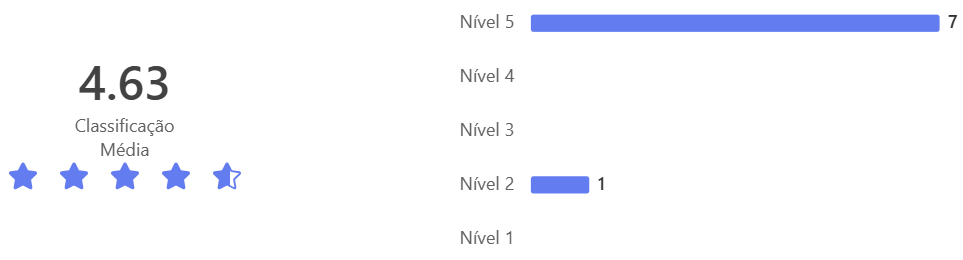 4.63
Classificação
Média
Nível 5 7
Nível 4
Nível 3
Nível 2 1
Nível 1